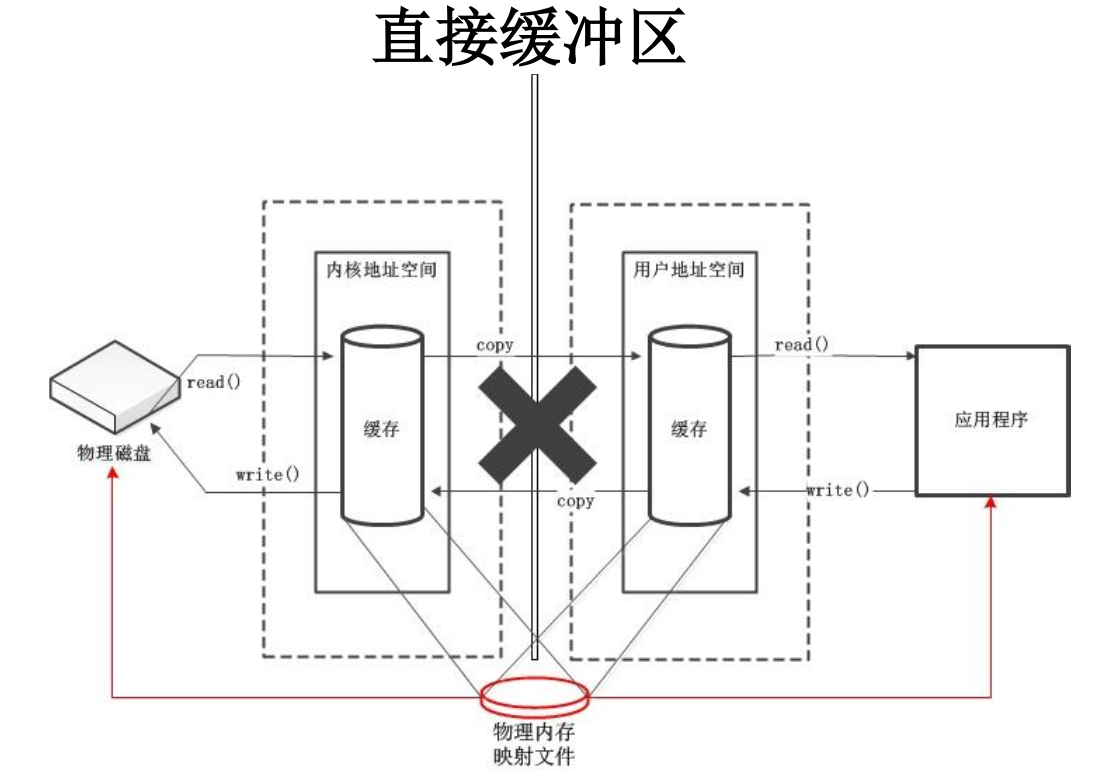 直接缓冲区
内核地址空间
用户地址空间
copy
read()
read()
缓存
缓存
应用程序
物理磁盘
write()
copy
write()
物理内存
映射文件